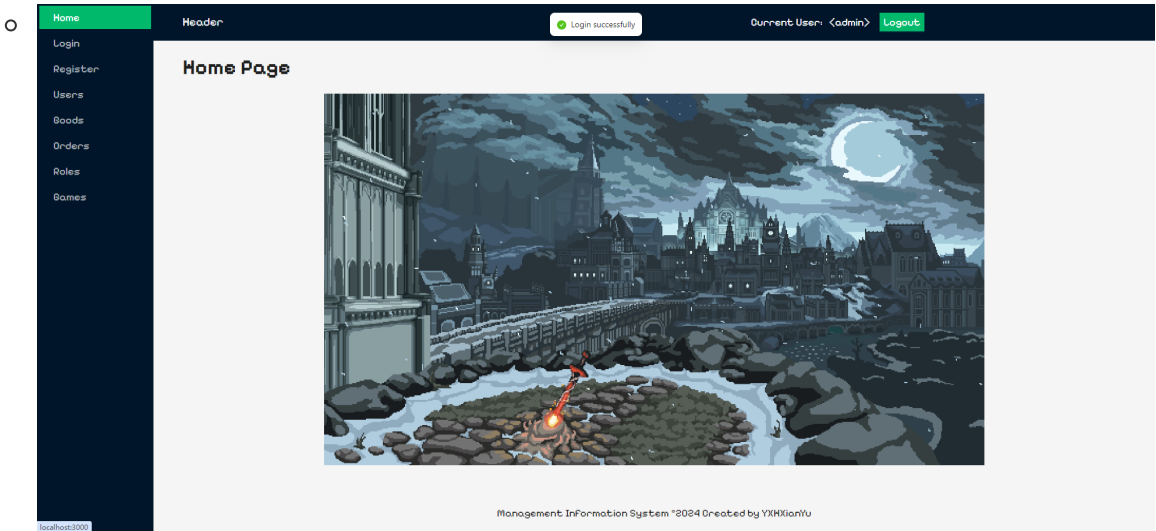 Home
Login
Register
Users
Goods
Orders
Roles
Games
Header
Login successfully
Current User: <admin> Logout
Home Page
Management Information System ©2024 Created by YXHXianYu
localhost:3000